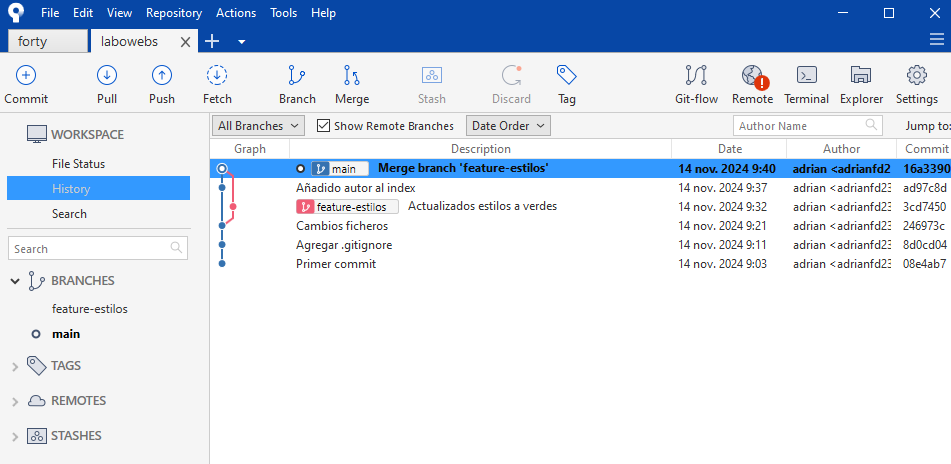 File Edit View Repository Actions Tools Help
forty labowebs
Commit Pull Push Fetch Branch Merge Stash Discard Tag Git-flow Remote Terminal Explorer Settings
WORKSPACE
File Status
History
Search
Search
BRANCHES
feature-estilos
main
TAGS
REMOTES
STASHES
All Branches Show Remote Branches Date Order Author Name Jump to:
Graph Description Date Author Commit
main Merge branch 'feature-estilos' 14 nov. 2024 9:40 adrian <adrianfd2 16a3390
Añadido autor al index 14 nov. 2024 9:37 adrian <adrianfd23 ad97c8d
feature-estilos Actualizados estilos a verdes 14 nov. 2024 9:32 adrian <adrianfd23 3cd7450
Cambios ficheros 14 nov. 2024 9:21 adrian <adrianfd23 246973c
Agregar .gitignore 14 nov. 2024 9:11 adrian <adrianfd23 8d0cd04
Primer commit 14 nov. 2024 9:03 adrian <adrianfd23 08e4ab7